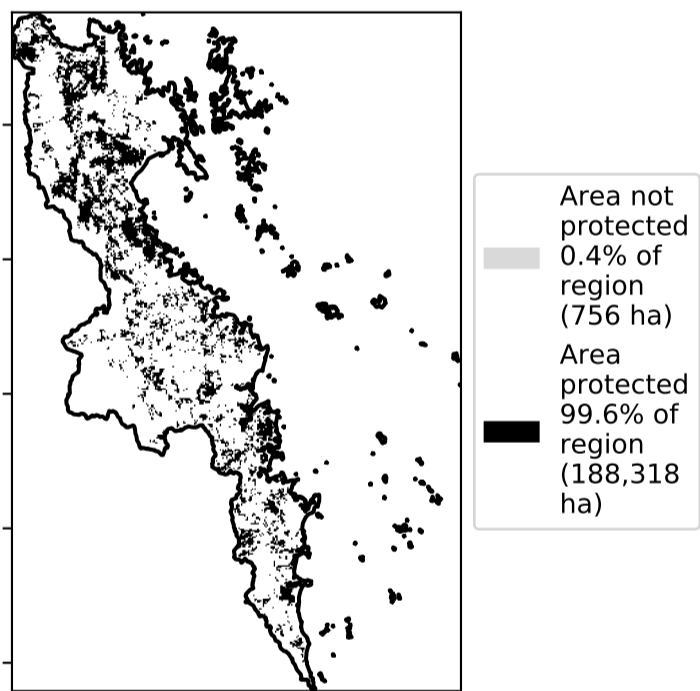 Area not
protected
0.4% of
region
(756 ha)
Area
protected
99.6% of
region
(188,318
ha)